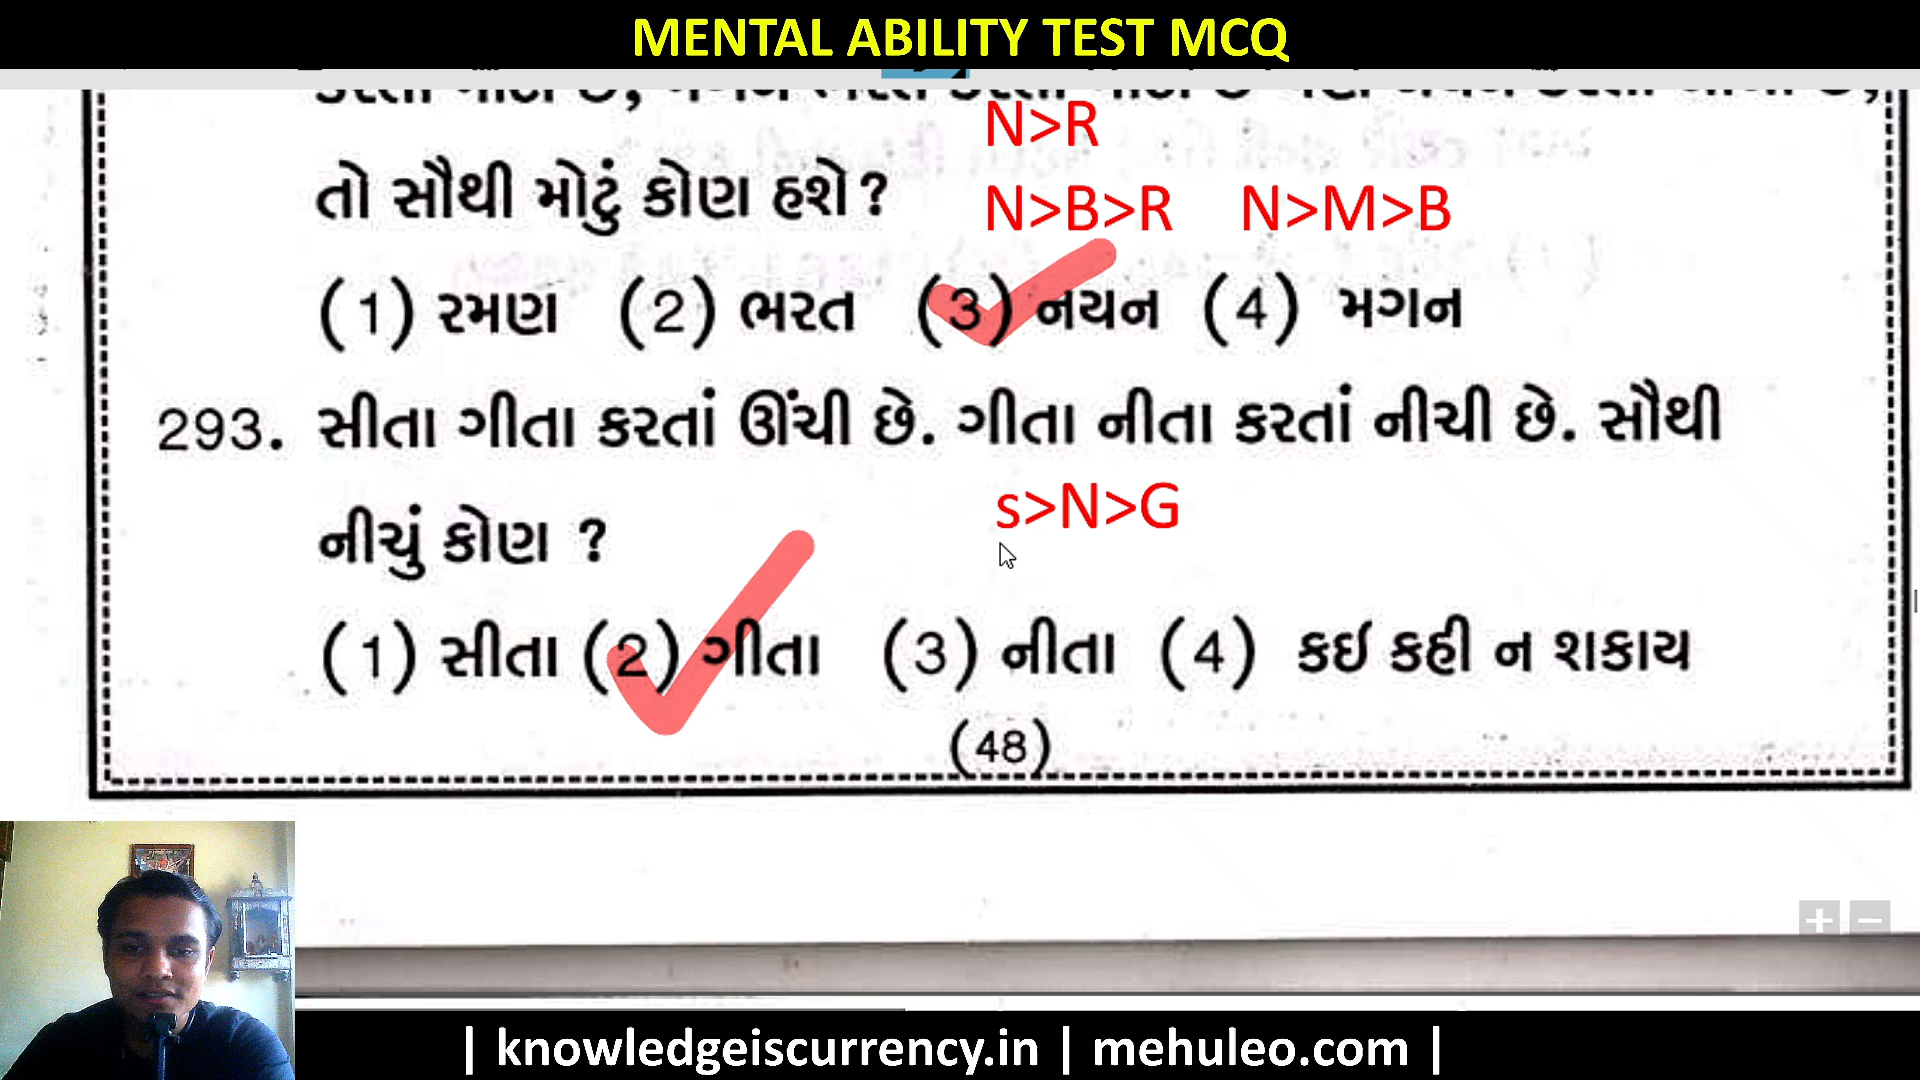 MENTAL ABILITY TEST MCQ
N>R
તો સૌથી મોટું કોણ હશે?
N>B>R N>M>B
(1) રમણ (2) ભરત (3) નયન (4) મગન
293. સીતા ગીતા કરતાં ઊંચી છે. ગીતા નીતા કરતાં નીચી છે. સૌથી
s>N>G
નીચું કોણ ?
(1) સીતા (2) ગીતા (3) નીતા (4) કઇ કહી ન શકાય
(48)
| knowledgeiscurrency.in | mehuleo.com |